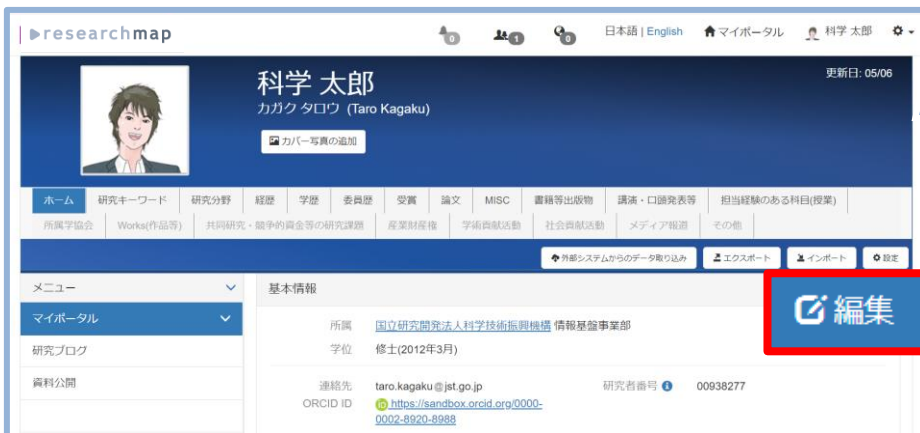 researchmap
0 1 0 日本語 | English マイポータル 科学 太郎
更新日: 05/06
科学 太郎
カガク タロウ (Taro Kagaku)
カバー写真の追加
ホーム 研究キーワード 研究分野 経歴 学歴 委員歴 受賞 論文 MISC 書籍等出版物 講演・口頭発表等 担当経験のある科目(授業)
所属学協会 Works(作品等) 共同研究・競争的資金等の研究課題 産業財産権 学術貢献活動 社会貢献活動 メディア報道 その他
外部システムからのデータ取り込み エクスポート インポート 設定
メニュー
マイポータル
研究ブログ
資料公開
基本情報
編集
所属 国立研究開発法人科学技術振興機構 情報基盤事業部
学位 修士(2012年3月)
連絡先 taro.kagaku@jst.go.jp 研究者番号 00938277
ORCID ID https://sandbox.orcid.org/0000-
0002-8920-8988